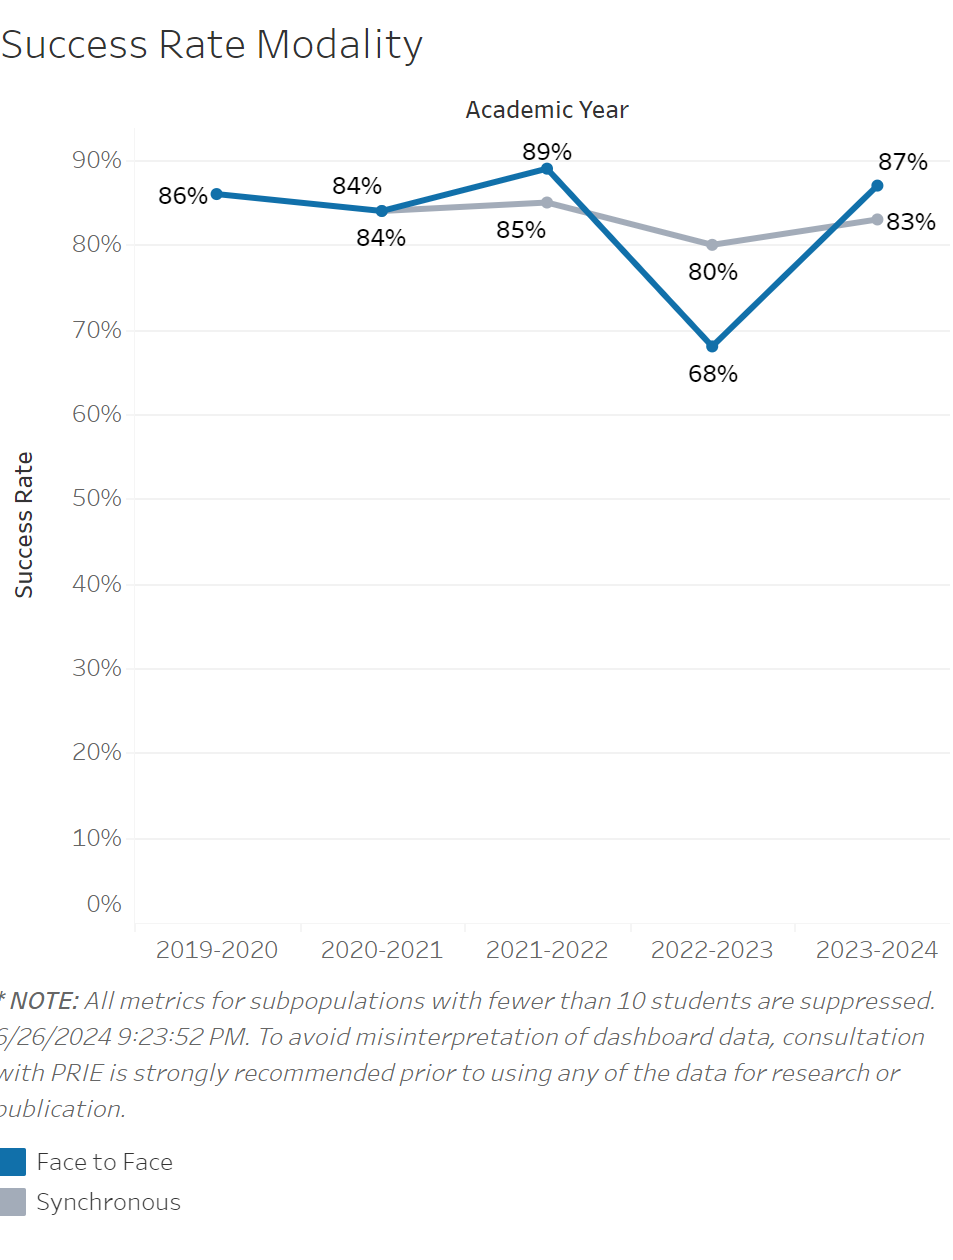 Success Rate Modality
Academic Year
90%
80%
70%
60%
50%
40%
30%
20%
10%
0%
Success Rate
86%
84%
84%
89%
85%
80%
68%
87%
83%
2019-2020
2020-2021
2021-2022
2022-2023
2023-2024
* NOTE: All metrics for subpopulations with fewer than 10 students are suppressed.
6/26/2024 9:23:52 PM. To avoid misinterpretation of dashboard data, consultation
with PRIE is strongly recommended prior to using any of the data for research or
publication.
Face to Face
Synchronous